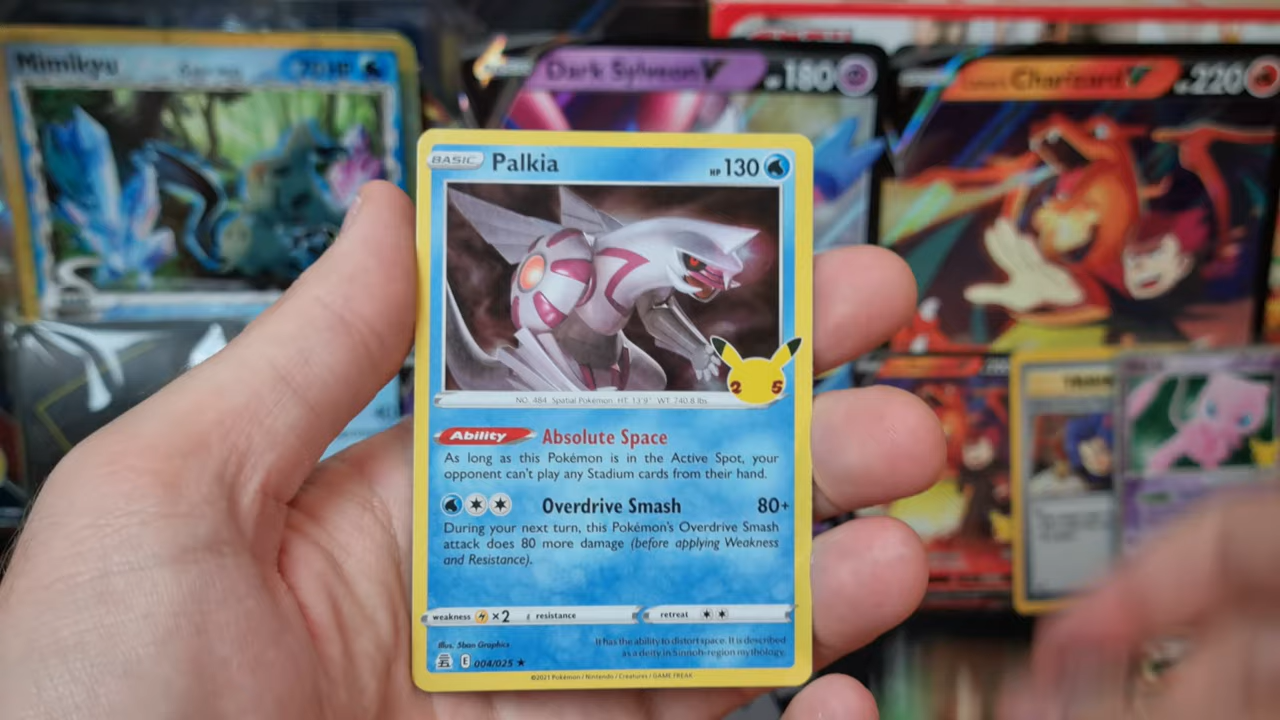 Mimikyu
70 HP
Dark Sylveon V
180
Charizard V
220
BASIC Palkia HP 130
2 5
NO. 484 Spatial Pokémon HT: 13'9" WT: 740.8 lbs.
Ability Absolute Space
As long as this Pokémon is in the Active Spot, your
opponent can't play any Stadium cards from their hand.
Overdrive Smash 80+
During your next turn, this Pokémon's Overdrive Smash
attack does 80 more damage (before applying Weakness
and Resistance).
weakness ×2 resistance retreat
Illus. 5ban Graphics
It has the ability to distort space. It is described
as a deity in Sinnoh-region mythology.
E 004/025 ★
©2021 Pokémon / Nintendo / Creatures / GAME FREAK